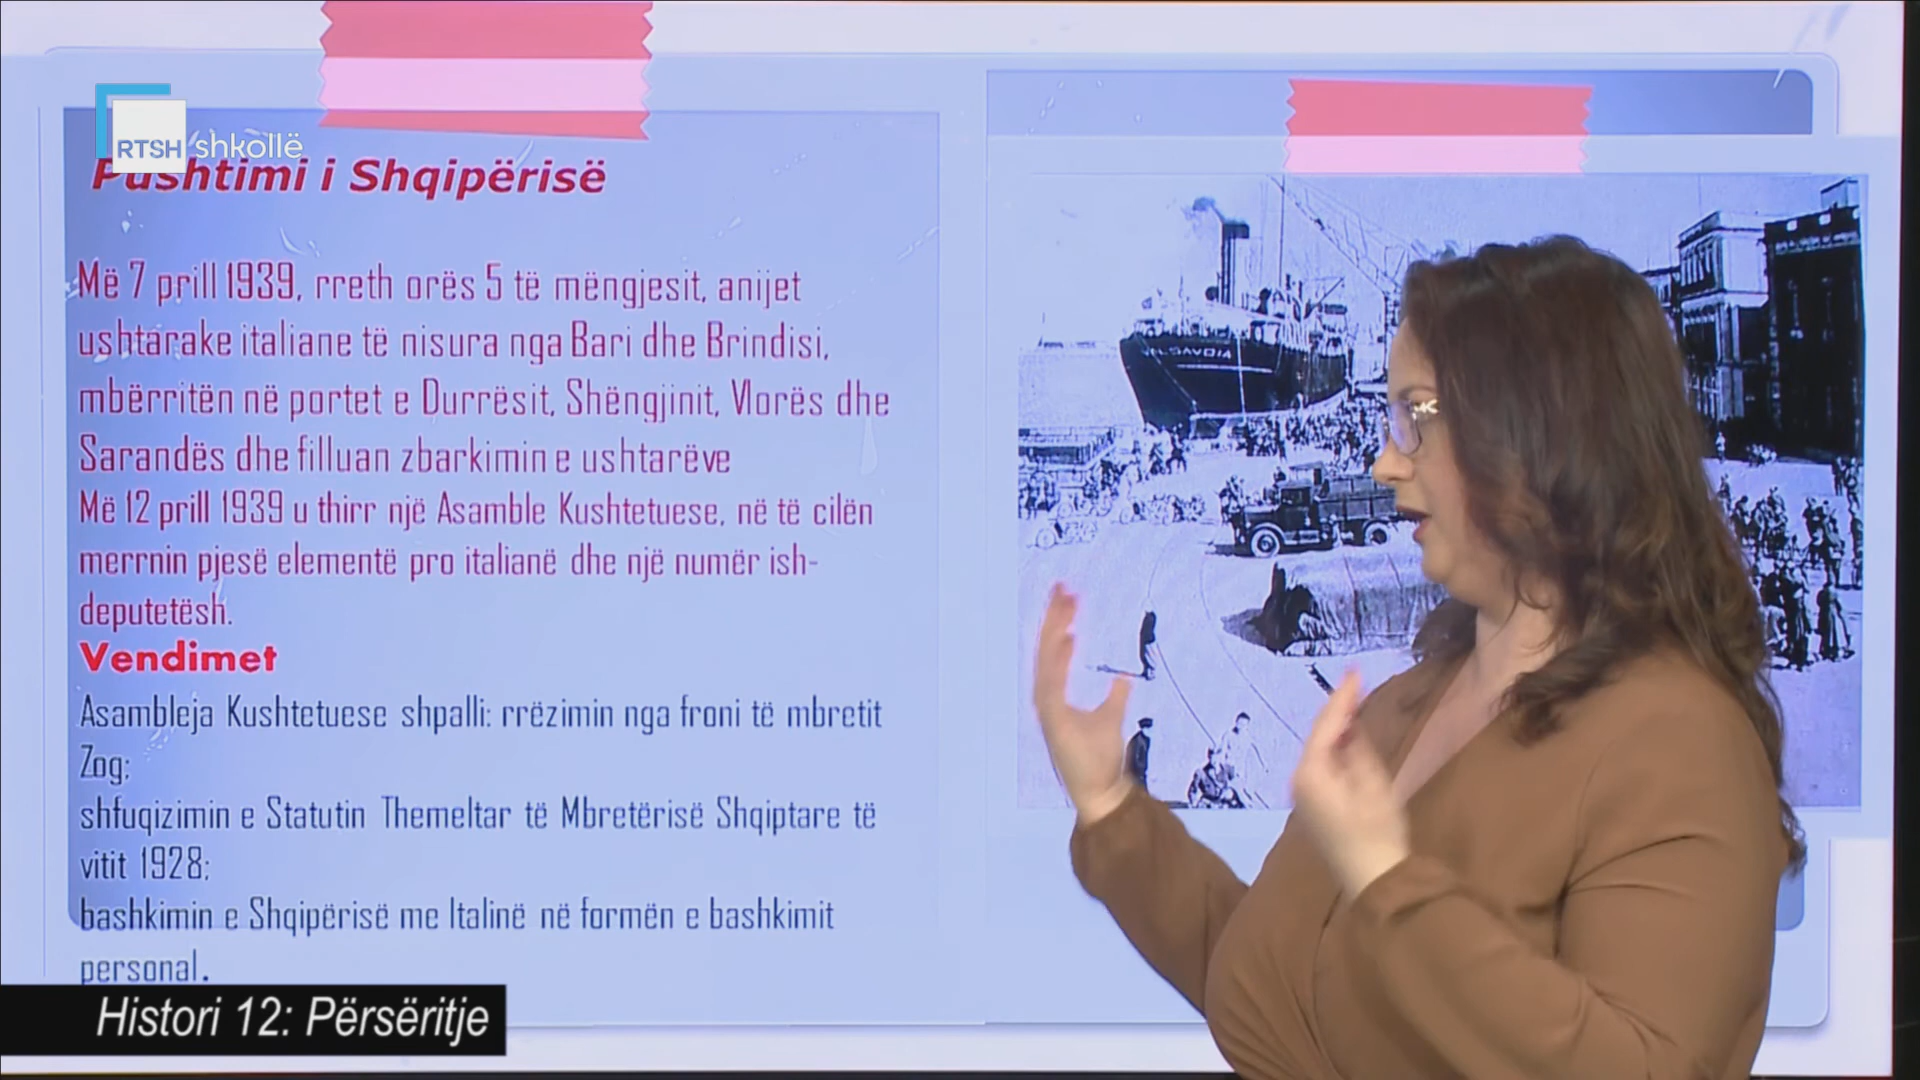 RTSH shkollë
Pushtimi i Shqipërisë
Më 7 prill 1939, rreth orës 5 të mëngjesit, anijet
ushtarake italiane të nisura nga Bari dhe Brindisi,
mbërritën në portet e Durrësit, Shëngjinit, Vlorës dhe
Sarandës dhe filluan zbarkimin e ushtarëve
Më 12 prill 1939 u thirr një Asamble Kushtetuese, në të cilën
merrnin pjesë elementë pro italianë dhe një numër ish-
deputetësh.
Vendimet
Asambleja Kushtetuese shpalli: rrëzimin nga froni të mbretit
Zog;
shfuqizimin e Statutin Themeltar të Mbretërisë Shqiptare të
vitit 1928;
bashkimin e Shqipërisë me Italinë në formën e bashkimit
personal.
SAVOIA
Histori 12: Përsëritje